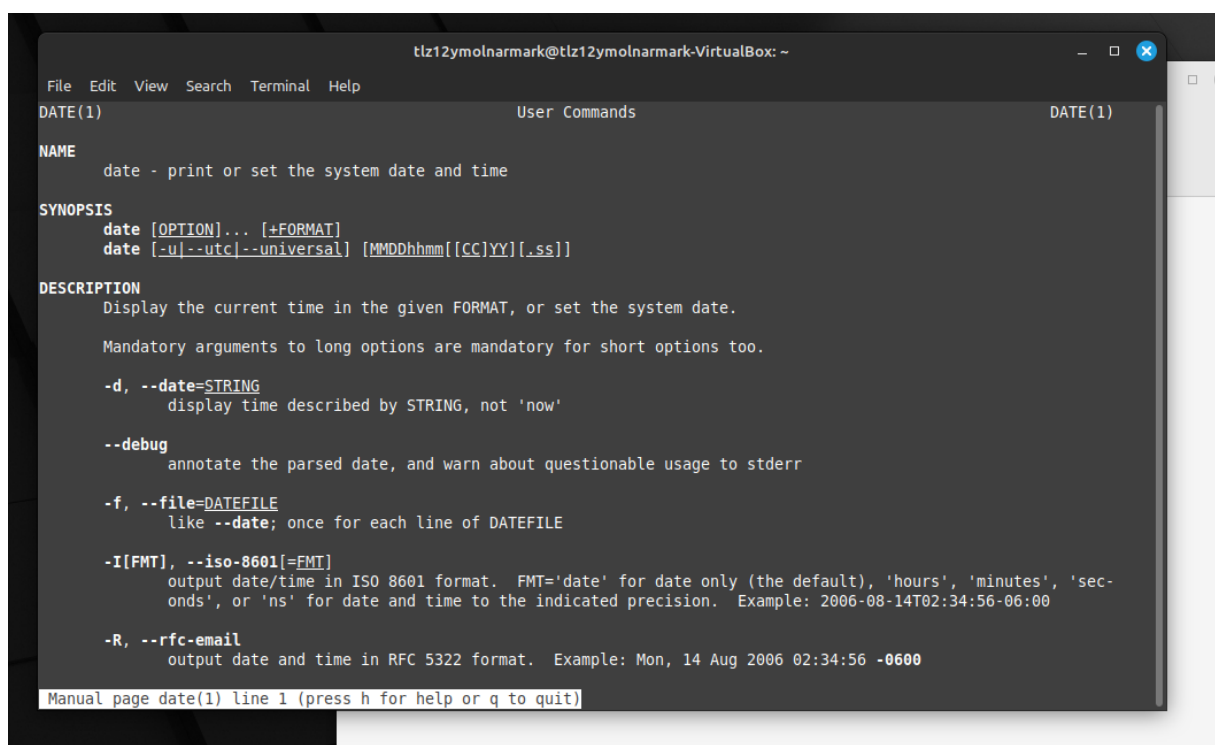 tlz12ymolnarmark@tlz12ymolnarmark-VirtualBox: ~
File Edit View Search Terminal Help
DATE(1) User Commands DATE(1)
NAME
date - print or set the system date and time
SYNOPSIS
date [OPTION]... [+FORMAT]
date [-u|--utc|--universal] [MMDDhhmm[[CC]YY][.ss]]
DESCRIPTION
Display the current time in the given FORMAT, or set the system date.
Mandatory arguments to long options are mandatory for short options too.
-d, --date=STRING
display time described by STRING, not 'now'
--debug
annotate the parsed date, and warn about questionable usage to stderr
-f, --file=DATEFILE
like --date; once for each line of DATEFILE
-I[FMT], --iso-8601[=FMT]
output date/time in ISO 8601 format. FMT='date' for date only (the default), 'hours', 'minutes', 'sec-
onds', or 'ns' for date and time to the indicated precision. Example: 2006-08-14T02:34:56-06:00
-R, --rfc-email
output date and time in RFC 5322 format. Example: Mon, 14 Aug 2006 02:34:56 -0600
Manual page date(1) line 1 (press h for help or q to quit)